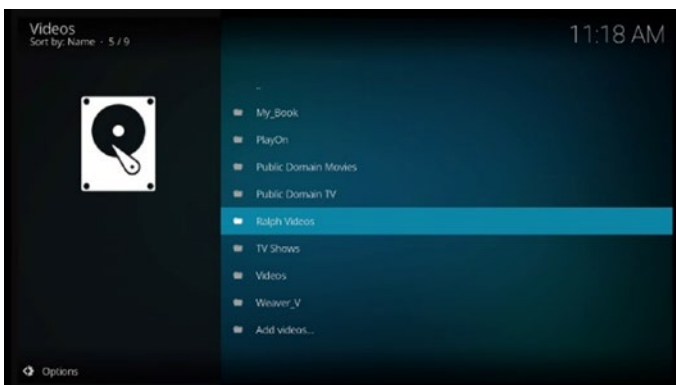 Videos
Sort by: Name · 5 / 9
11:18 AM
..
My_Book
PlayOn
Public Domain Movies
Public Domain TV
Ralph Videos
TV Shows
Videos
Weaver_V
Add videos...
Options